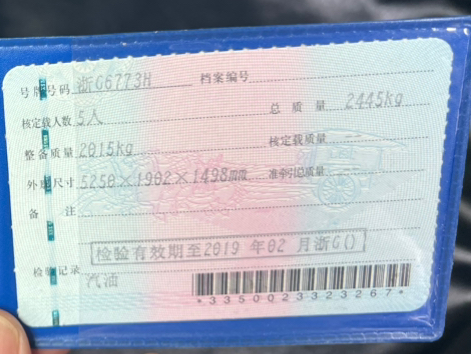 号牌号码 浙G6773H 档案编号
核定载人数 5人 总质量 2445kg
整备质量 2015kg 核定载质量 --
外廓尺寸 5250×1902×1498mm 准牵引总质量
备注
检验有效期至2019 年02 月浙G()
检验记录
汽油
*3350023323267*